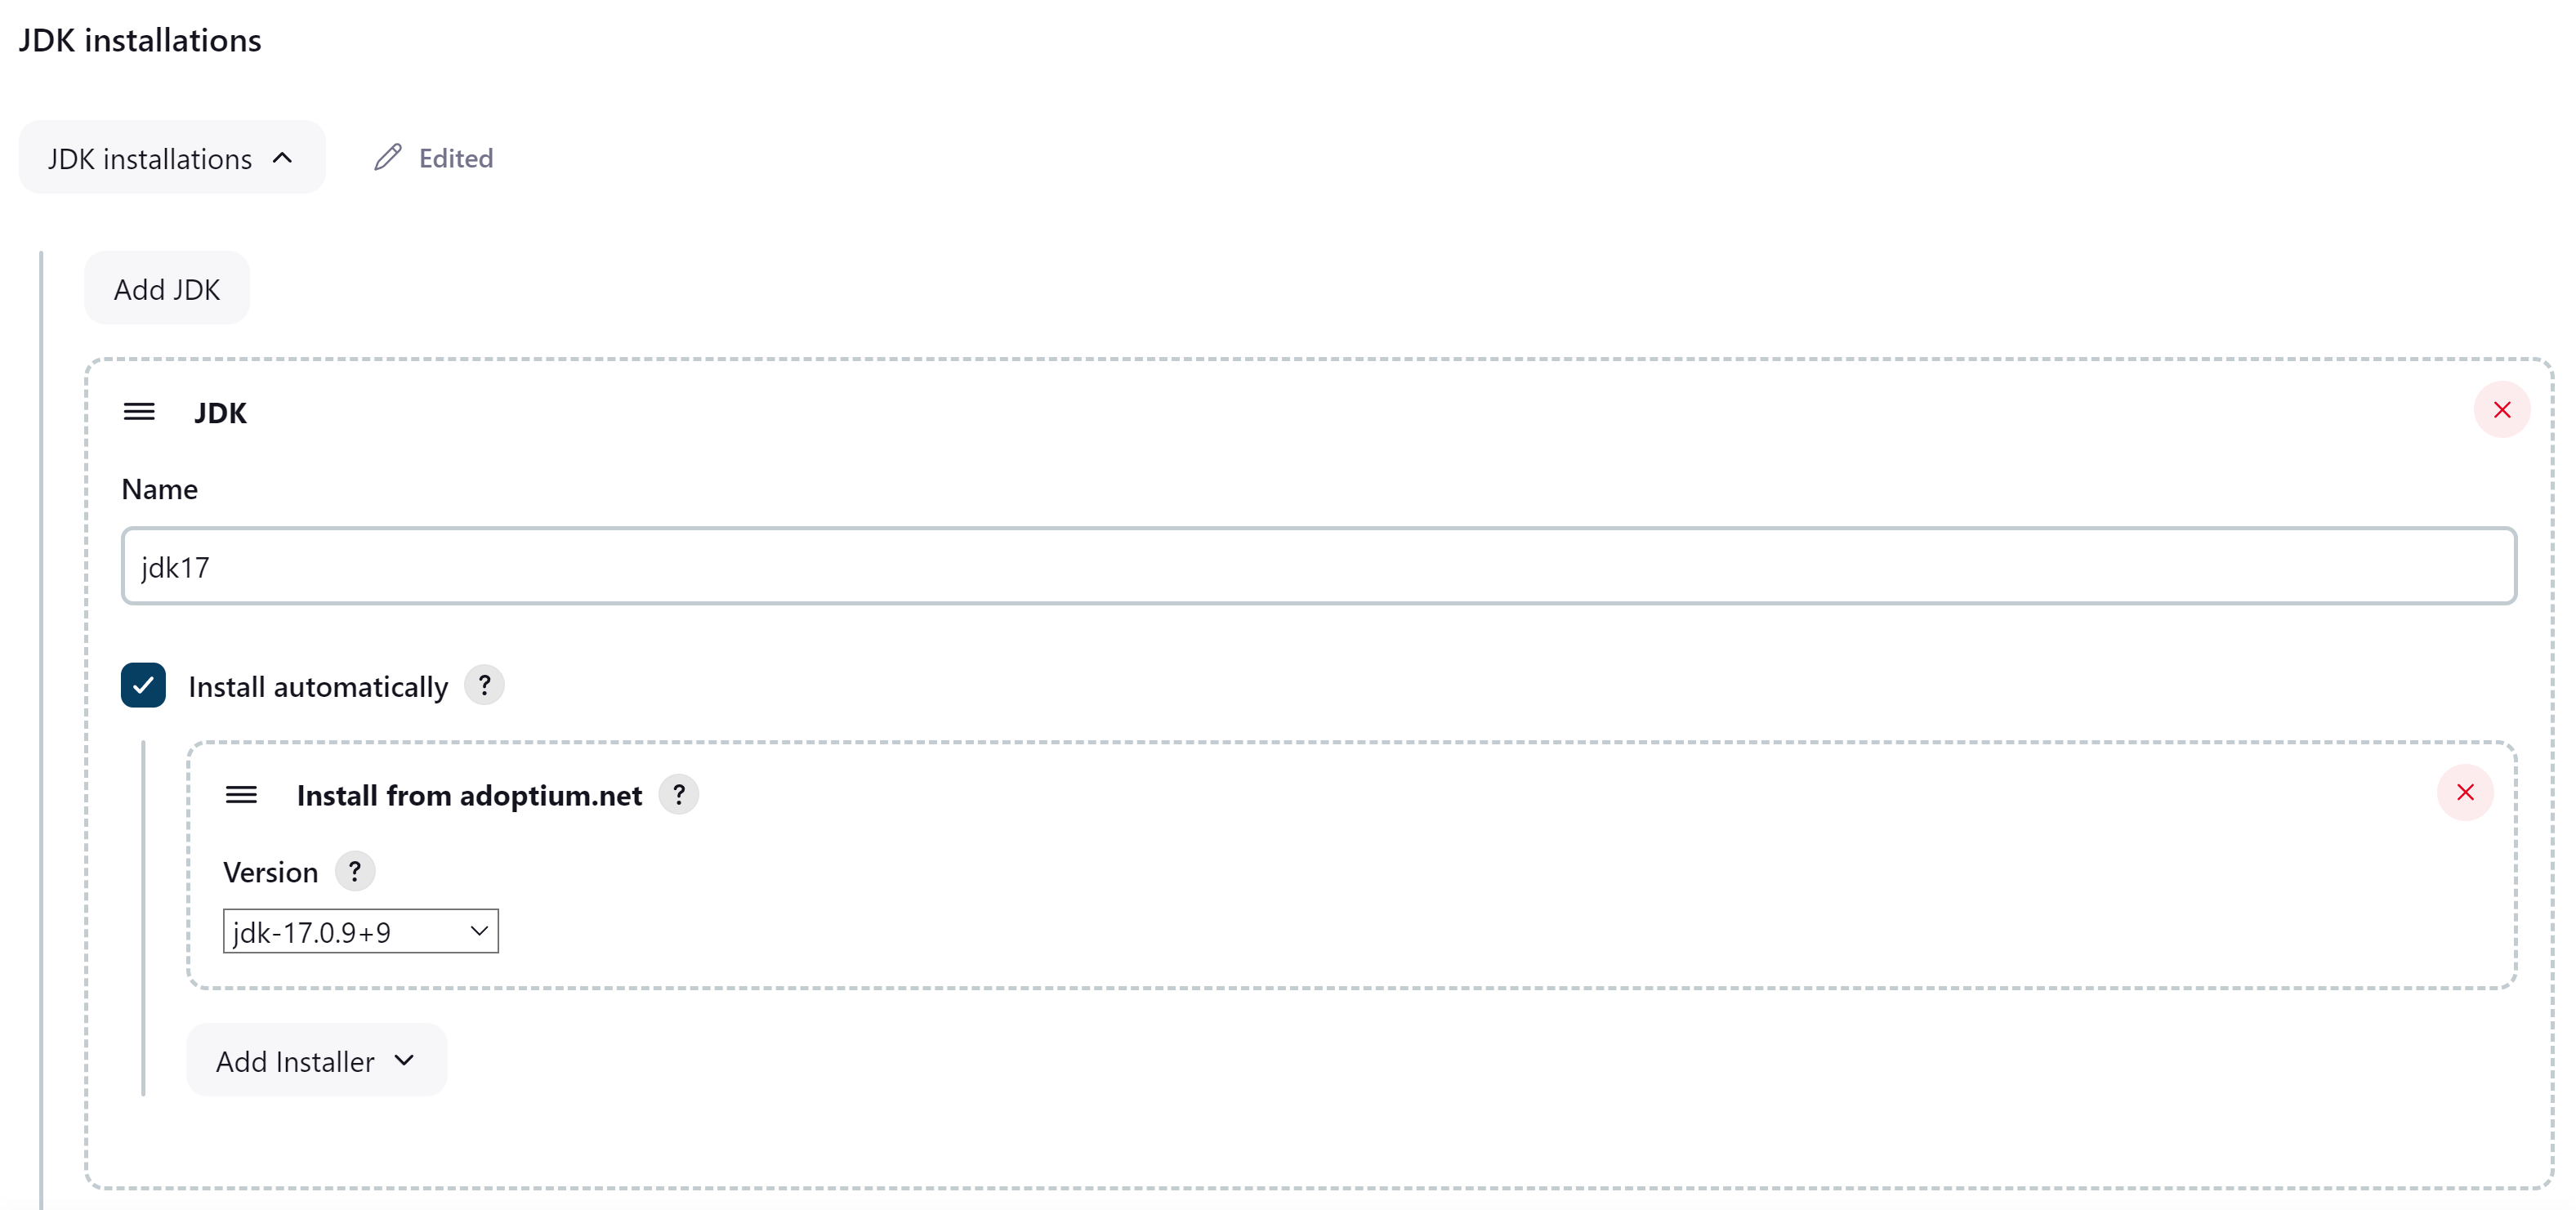 JDK installations
JDK installations
Edited
Add JDK
JDK
Name
jdk17
Install automatically ?
Install from adoptium.net ?
Version ?
jdk-17.0.9+9
Add Installer